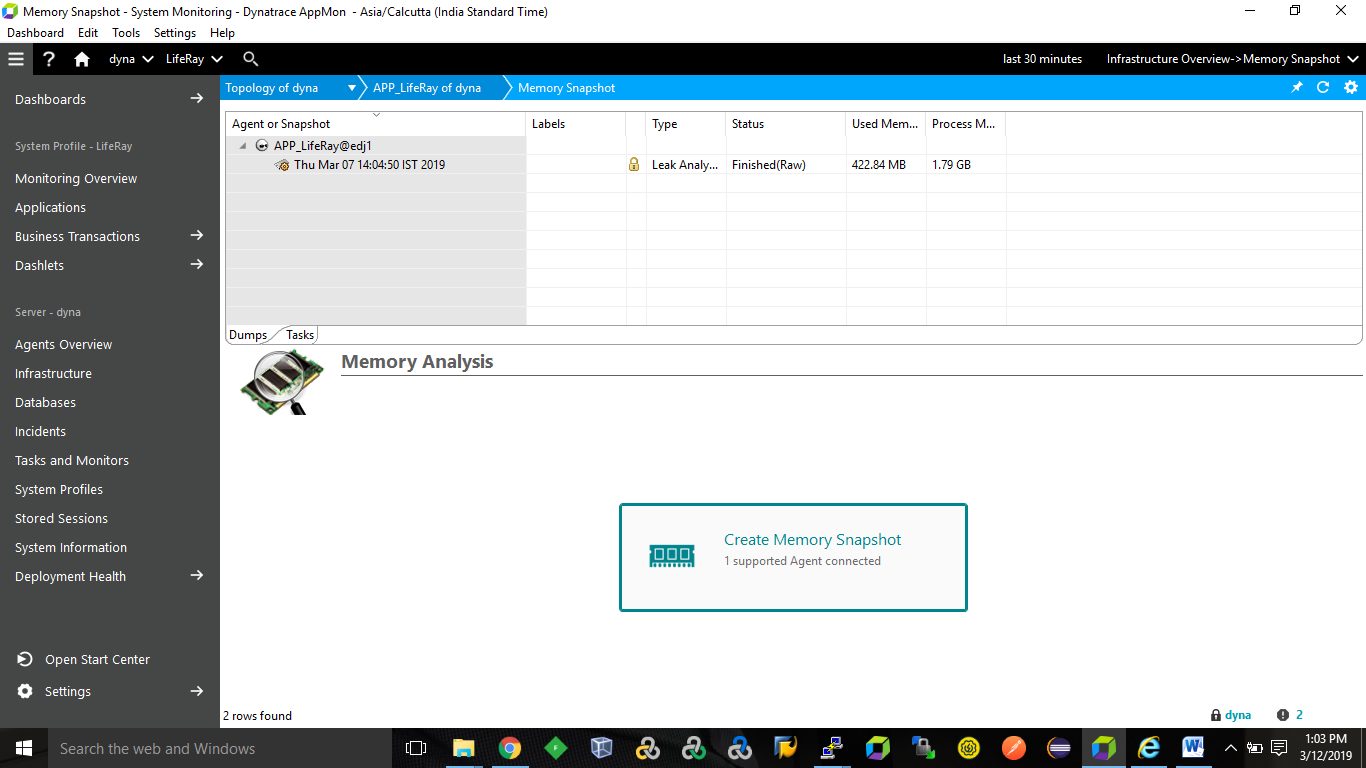 Memory Snapshot - System Monitoring - Dynatrace AppMon - Asia/Calcutta (India Standard Time)
Dashboard Edit Tools Settings Help
? dyna LifeRay last 30 minutes Infrastructure Overview->Memory Snapshot
Topology of dyna APP_LifeRay of dyna Memory Snapshot
Dashboards
System Profile - LifeRay
Monitoring Overview
Applications
Business Transactions
Dashlets
Server - dyna
Agents Overview
Infrastructure
Databases
Incidents
Tasks and Monitors
System Profiles
Stored Sessions
System Information
Deployment Health
Open Start Center
Settings
Agent or Snapshot Labels Type Status Used Mem... Process M...
APP_LifeRay@edj1
Thu Mar 07 14:04:50 IST 2019 Leak Analy... Finished(Raw) 422.84 MB 1.79 GB
Dumps Tasks
Memory Analysis
Create Memory Snapshot
1 supported Agent connected
2 rows found dyna 2
Search the web and Windows
1:03 PM
3/12/2019